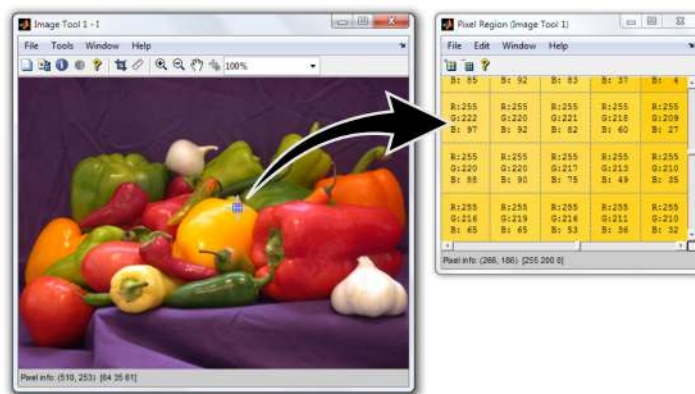 Image Tool 1 - I
File Tools Window Help
100%
Pixel info: (510, 253) [64 35 61]
Pixel Region (Image Tool 1)
File Edit Window Help
B: 85 B: 92 B: 83 B: 37 B: 4
R:255 R:255 R:255 R:255 R:255
G:222 G:220 G:221 G:218 G:209
B: 97 B: 92 B: 82 B: 60 B: 27
R:255 R:255 R:255 R:255 R:255
G:220 G:220 G:217 G:213 G:210
B: 88 B: 90 B: 75 B: 49 B: 35
R:255 R:255 R:255 R:255 R:255
G:216 G:219 G:216 G:211 G:210
B: 65 B: 65 B: 53 B: 36 B: 32
Pixel info: (266, 186) [255 200 0]